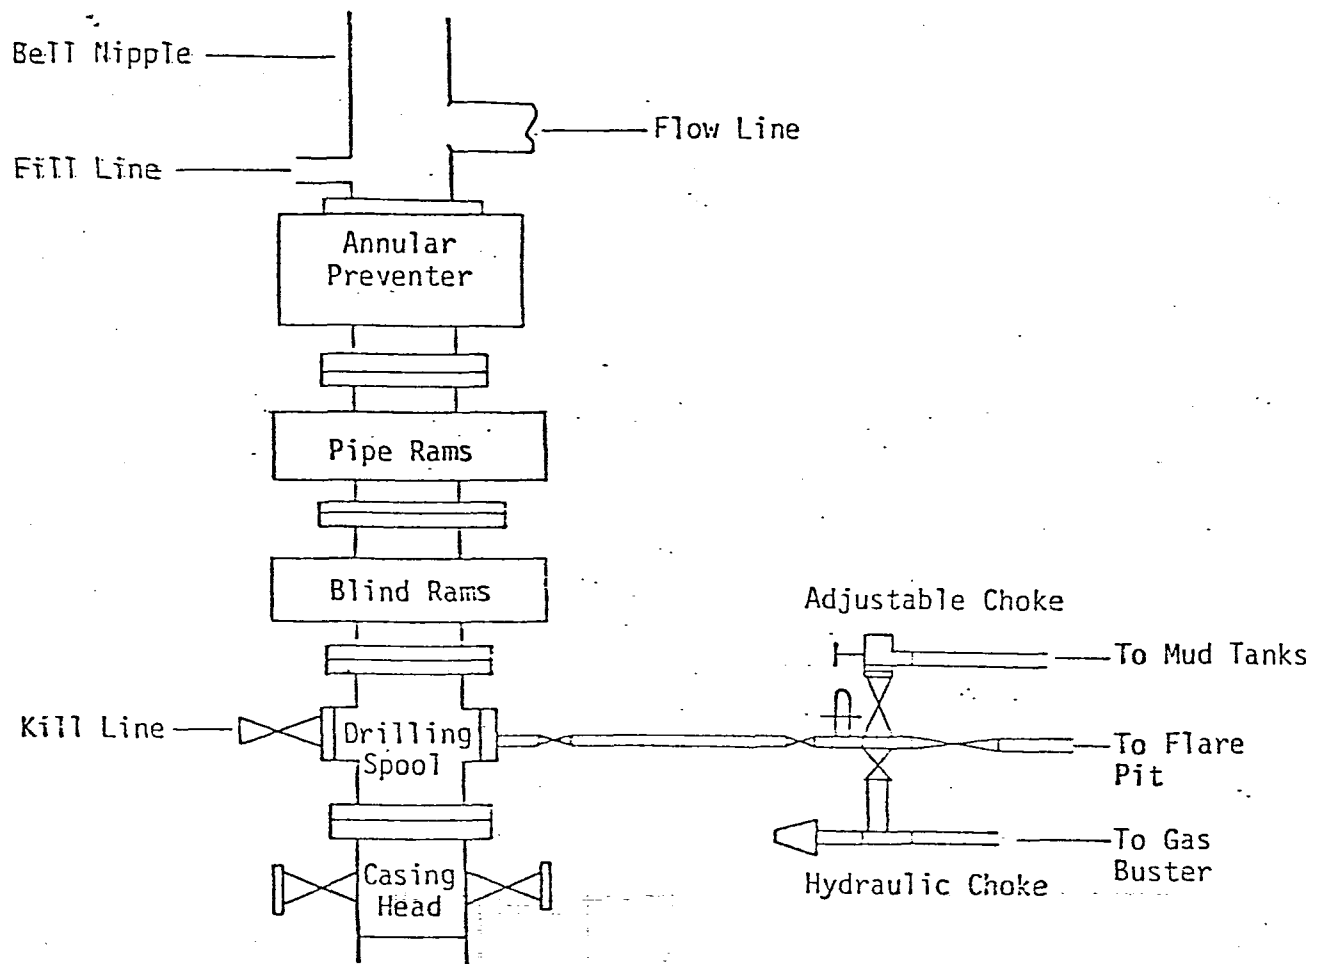 Bell Nipple
Flow Line
Fill Line
Annular
Preventer
Pipe Rams
Blind Rams
Adjustable Choke
To Mud Tanks
Kill Line
Drilling
Spool
To Flare
Pit
To Gas
Buster
Casing
Head
Hydraulic Choke